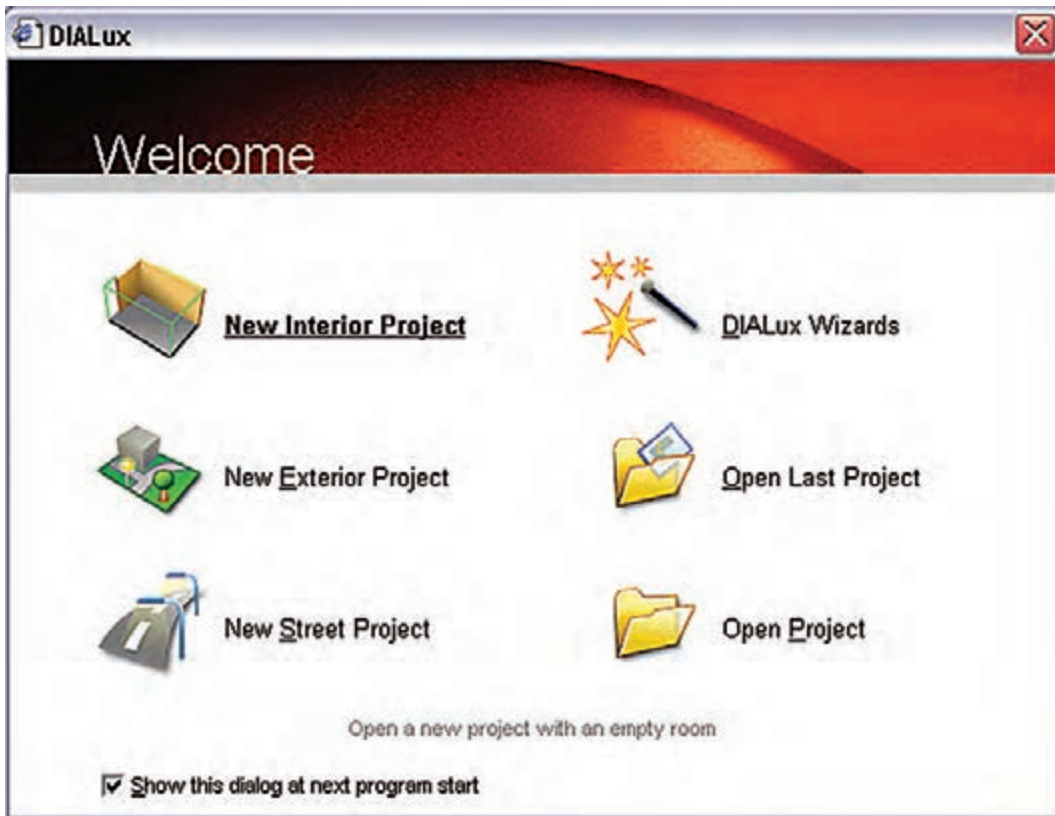 DIALux
Welcome
New Interior Project
DIALux Wizards
New Exterior Project
Open Last Project
New Street Project
Open Project
Open a new project with an empty room
Show this dialog at next program start